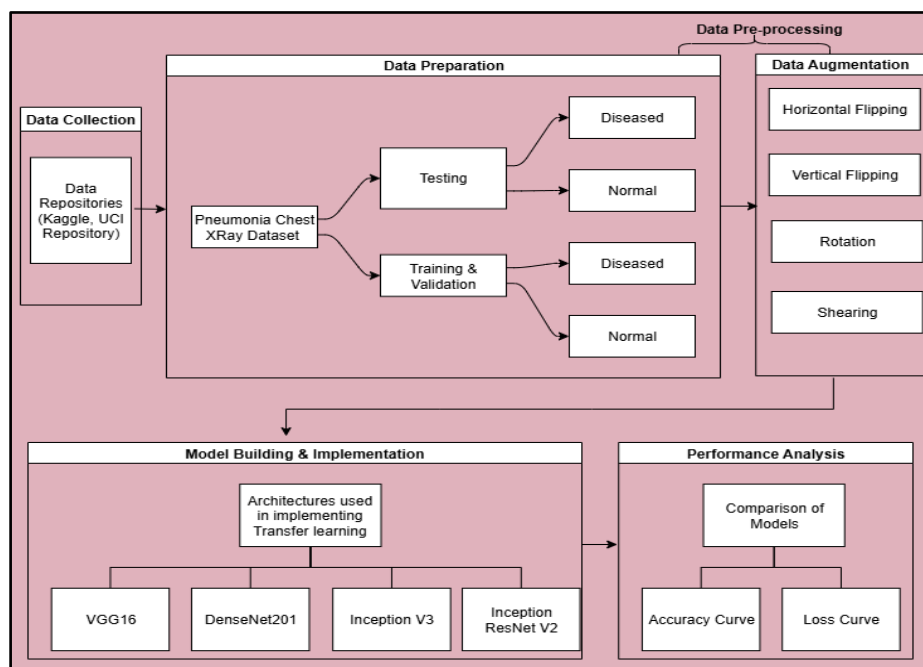 Data Pre-processing
Data Collection
Data
Repositories
(Kaggle, UCI
Repository)
Data Preparation
Pneumonia Chest
XRay Dataset
Testing
Training &
Validation
Diseased
Normal
Diseased
Normal
Data Augmentation
Horizontal Flipping
Vertical Flipping
Rotation
Shearing
Model Building & Implementation
Architectures used
in implementing
Transfer learning
VGG16
DenseNet201
Inception V3
Inception
ResNet V2
Performance Analysis
Comparison of
Models
Accuracy Curve
Loss Curve